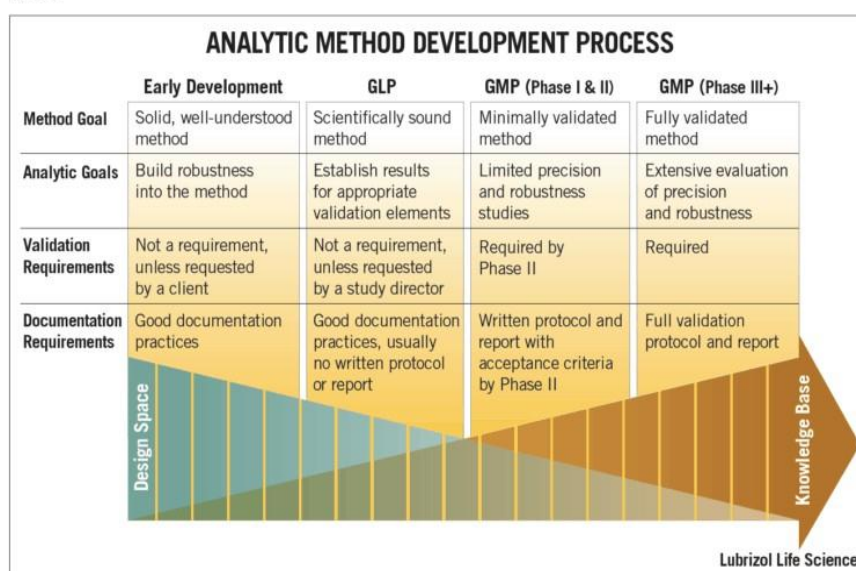 ANALYTIC METHOD DEVELOPMENT PROCESS
Early Development
GLP
GMP (Phase I & II)
GMP (Phase III+)
Method Goal
Solid, well-understood
method
Scientifically sound
method
Minimally validated
method
Fully validated
method
Analytic Goals
Build robustness
into the method
Establish results
for appropriate
validation elements
Limited precision
and robustness
studies
Extensive evaluation
of precision
and robustness
Validation
Requirements
Not a requirement,
unless requested
by a client
Not a requirement,
unless requested
by a study director
Required by
Phase II
Required
Documentation
Requirements
Good documentation
practices
Good documentation
practices, usually
no written protocol
or report
Written protocol and
report with
acceptance criteria
by Phase II
Full validation
protocol and report
Design Space
Knowledge Base
Lubrizol Life Science